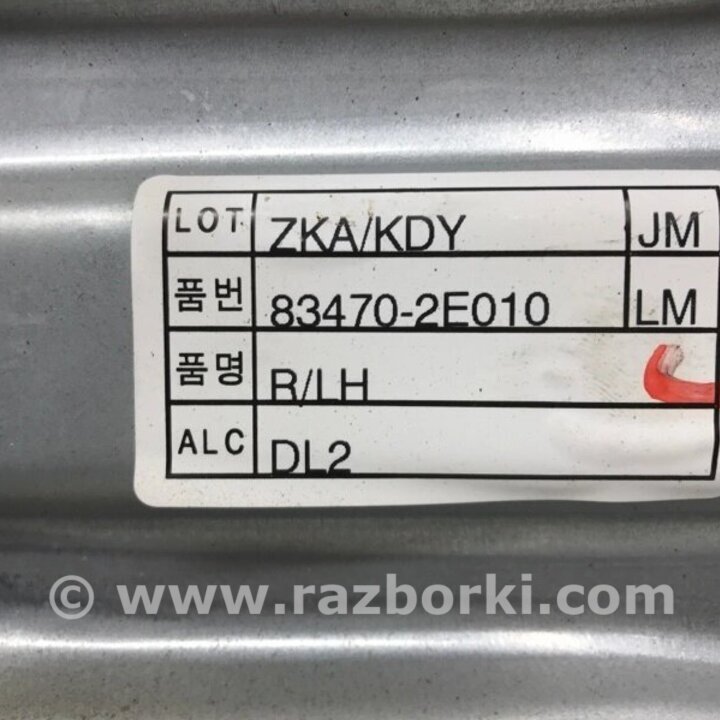 LOT ZKA/KDY JM
품번 83470-2E010 LM
품명 R/LH
ALC DL2
© www.razborki.com